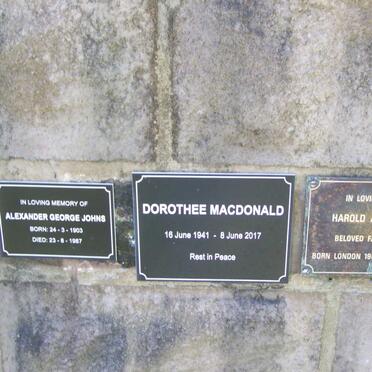 IN LOVING MEMORY OF
ALEXANDER GEORGE JOHNS
BORN: 24 - 3 - 1903
DIED: 23 - 8 - 1987
DOROTHEE MACDONALD
16 June 1941 - 8 June 2017
Rest in Peace
IN LOVI
HAROLD
BELOVED F
BORN LONDON 19